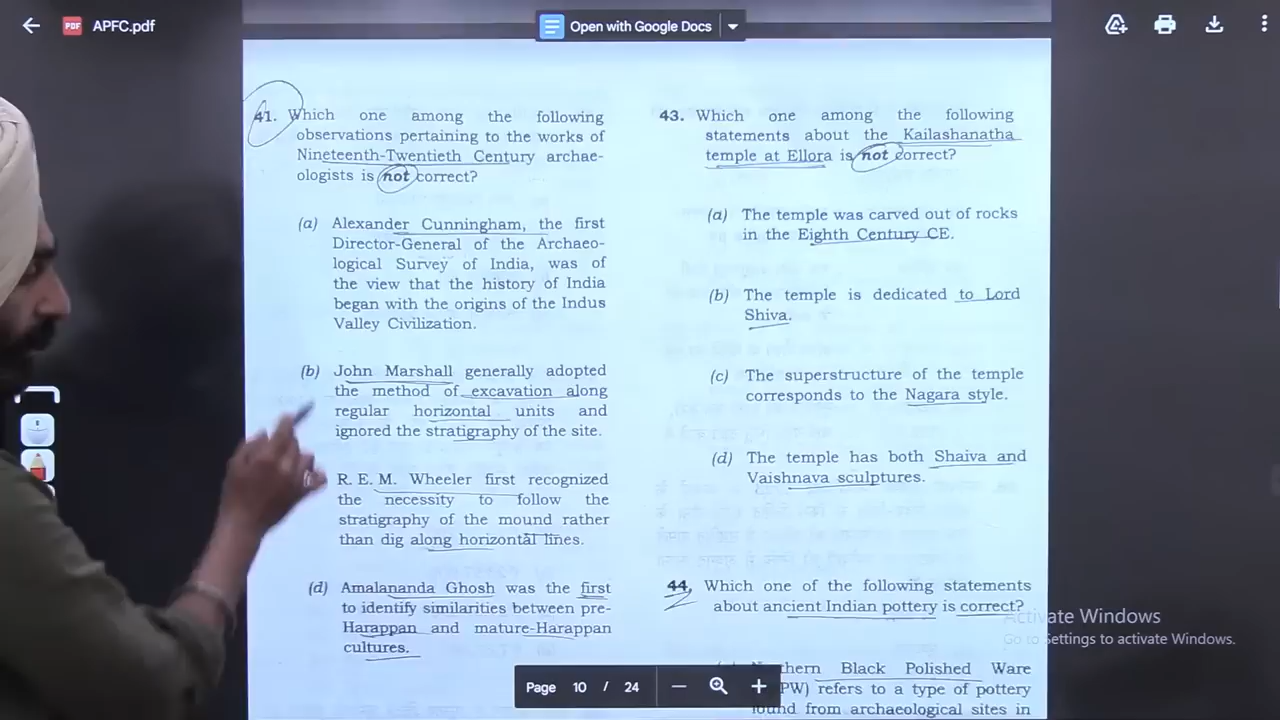 APFC.pdf
Open with Google Docs
41. Which one among the following
observations pertaining to the works of
Nineteenth-Twentieth Century archae-
ologists is not correct?
(a) Alexander Cunningham, the first
Director-General of the Archaeo-
logical Survey of India, was of
the view that the history of India
began with the origins of the Indus
Valley Civilization.
(b) John Marshall generally adopted
the method of excavation along
regular horizontal units and
ignored the stratigraphy of the site.
R. E. M. Wheeler first recognized
the necessity to follow the
stratigraphy of the mound rather
than dig along horizontal lines.
(d) Amalananda Ghosh was the first
to identify similarities between pre-
Harappan and mature-Harappan
cultures.
43. Which one among the following
statements about the Kailashanatha
temple at Ellora is not correct?
(a) The temple was carved out of rocks
in the Eighth Century CE.
(b) The temple is dedicated to Lord
Shiva.
(c) The superstructure of the temple
corresponds to the Nagara style.
(d) The temple has both Shaiva and
Vaishnava sculptures.
44. Which one of the following statements
about ancient Indian pottery is correct?
Black Polished Ware
refers to a type of pottery
found from archaeological sites in
Activate Windows
Go to Settings to activate Windows.
Page 10 / 24